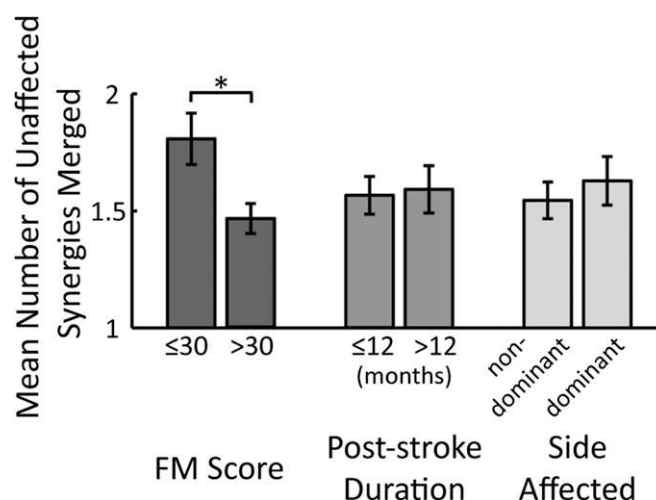 Mean Number of Unaffected
Synergies Merged
2
1.5
1
*
≤30 >30
≤12 >12
(months)
non-
dominant
dominant
FM Score
Post-stroke
Duration
Side
Affected